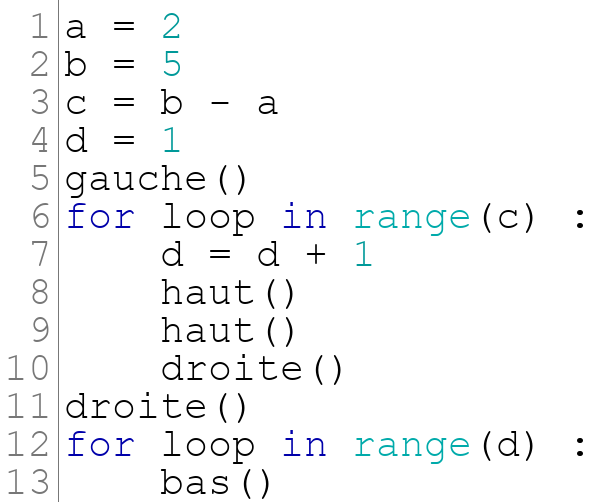 1 a = 2
2 b = 5
3 c = b - a
4 d = 1
5 gauche()
6 for loop in range(c) :
7     d = d + 1
8     haut()
9     haut()
10     droite()
11 droite()
12 for loop in range(d) :
13     bas()